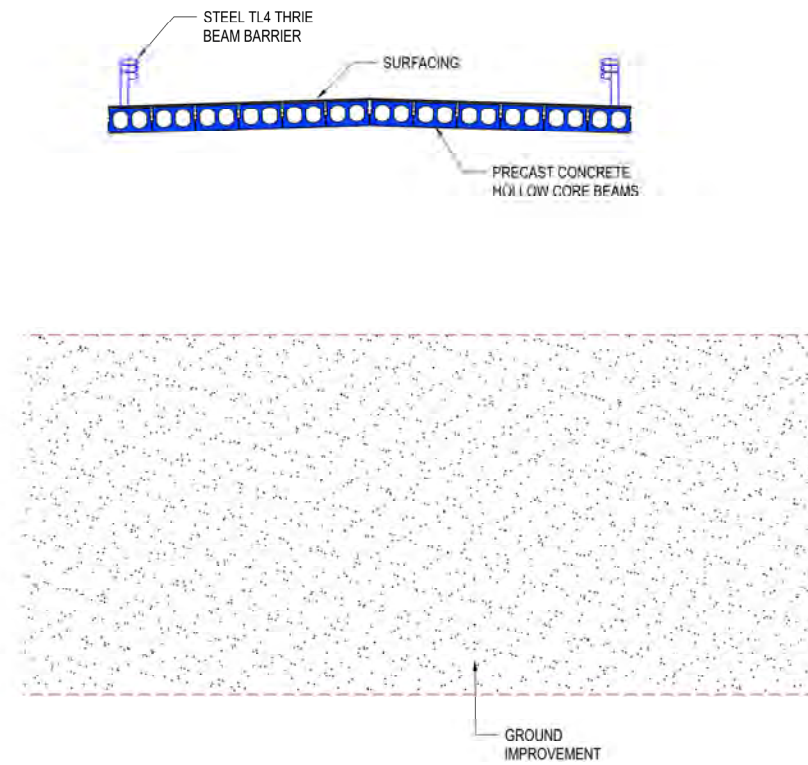 STEEL TL4 THRIE
BEAM BARRIER
SURFACING
PRECAST CONCRETE
HOLLOW CORE BEAMS
GROUND
IMPROVEMENT